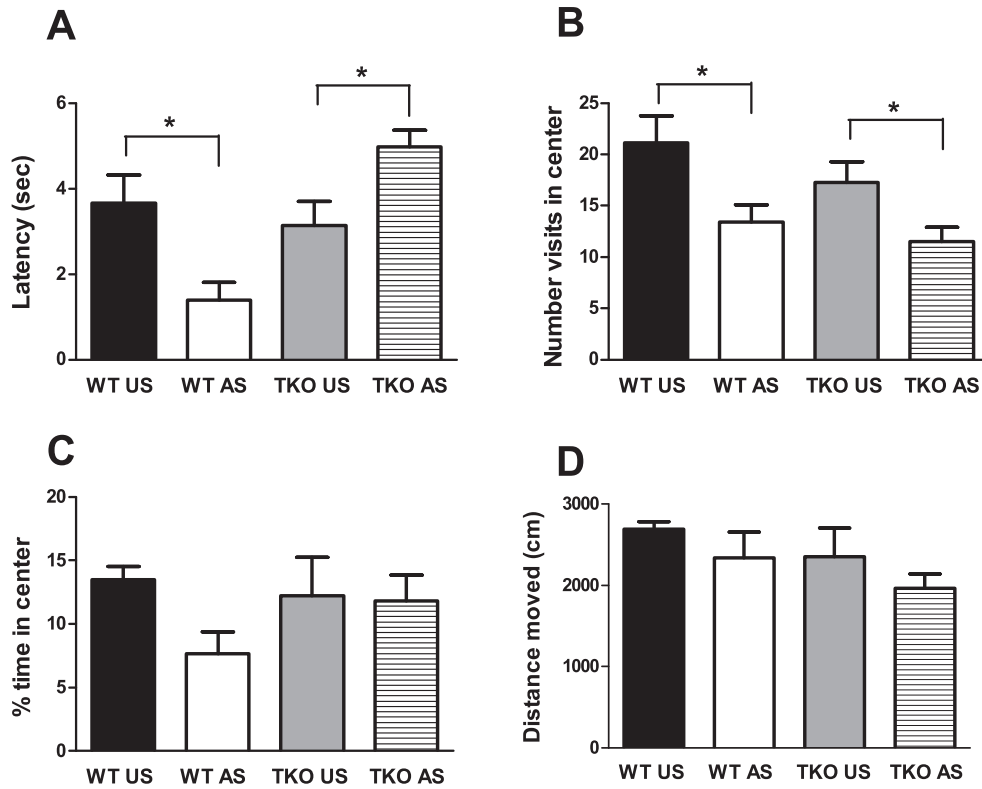 A
Latency (sec)
6
4
2
0
*
*
WT US WT AS TKO US TKO AS
B
Number visits in center
25
20
15
10
5
0
*
*
WT US WT AS TKO US TKO AS
C
% time in center
20
15
10
5
0
WT US WT AS TKO US TKO AS
D
Distance moved (cm)
3000
2000
1000
0
WT US WT AS TKO US TKO AS